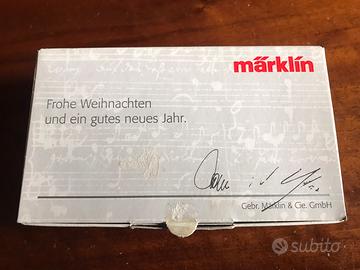 märklin
Frohe Weihnachten
und ein gutes neues Jahr.
Gebr. Märklin & Cie. GmbH
subito